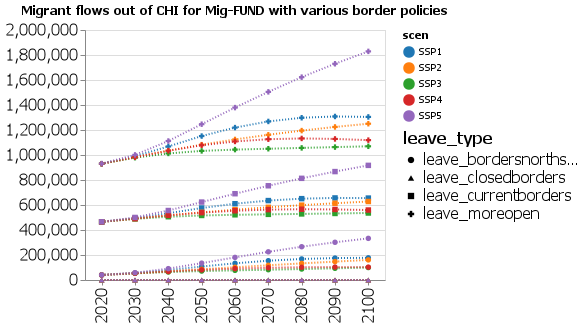 Migrant flows out of CHI for Mig-FUND with various border policies
2,000,000
1,800,000
1,600,000
1,400,000
1,200,000
1,000,000
800,000
600,000
400,000
200,000
0
2020
2030
2040
2050
2060
2070
2080
2090
2100
scen
SSP1
SSP2
SSP3
SSP4
SSP5
leave_type
leave_bordersnorths...
leave_closedborders
leave_currentborders
leave_moreopen